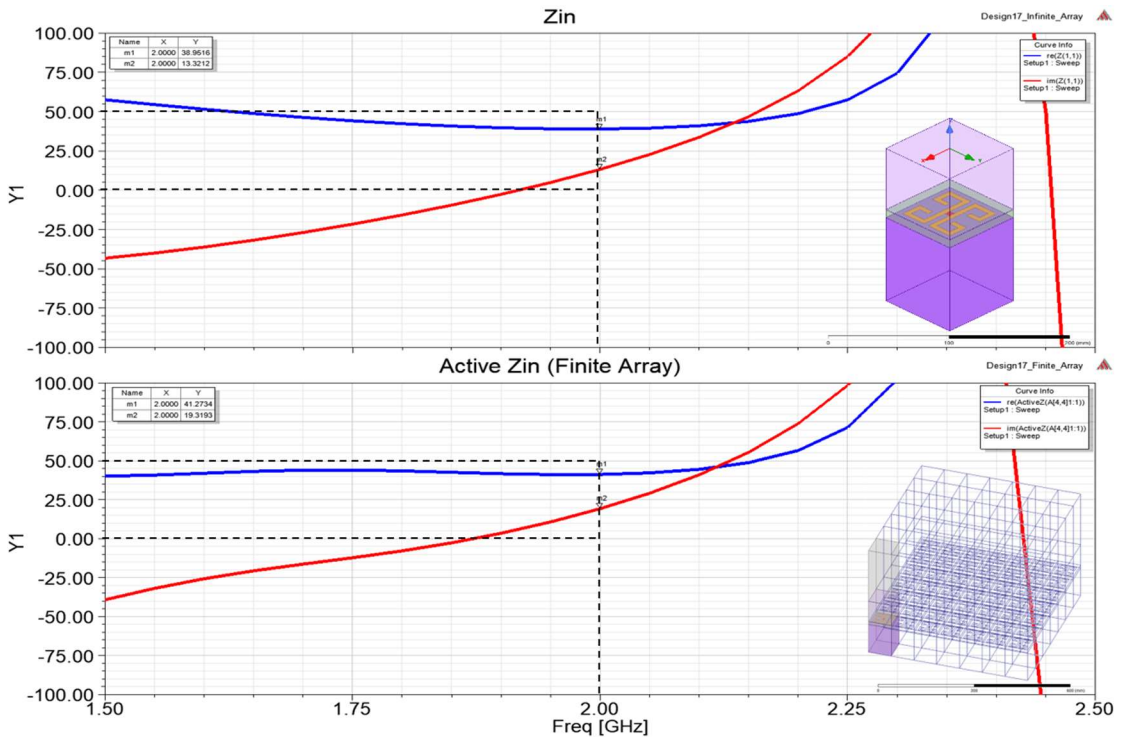 Zin
Design17_Infinite_Array
Name X Y
m1 2.0000 38.9516
m2 2.0000 13.3212
Curve Info
re(Z(1,1))
Setup1 : Sweep
im(Z(1,1))
Setup1 : Sweep
100.00
75.00
50.00
25.00
0.00
-25.00
-50.00
-75.00
-100.00
Y1
m1
m2
0 100 200 (mm)
Active Zin (Finite Array)
Design17_Finite_Array
Name X Y
m1 2.0000 41.2734
m2 2.0000 19.3193
Curve Info
re(ActiveZ(A[4,4]1:1))
Setup1 : Sweep
im(ActiveZ(A[4,4]1:1))
Setup1 : Sweep
100.00
75.00
50.00
25.00
0.00
-25.00
-50.00
-75.00
-100.00
Y1
m1
m2
1.50 1.75 2.00 2.25 2.50
Freq [GHz]